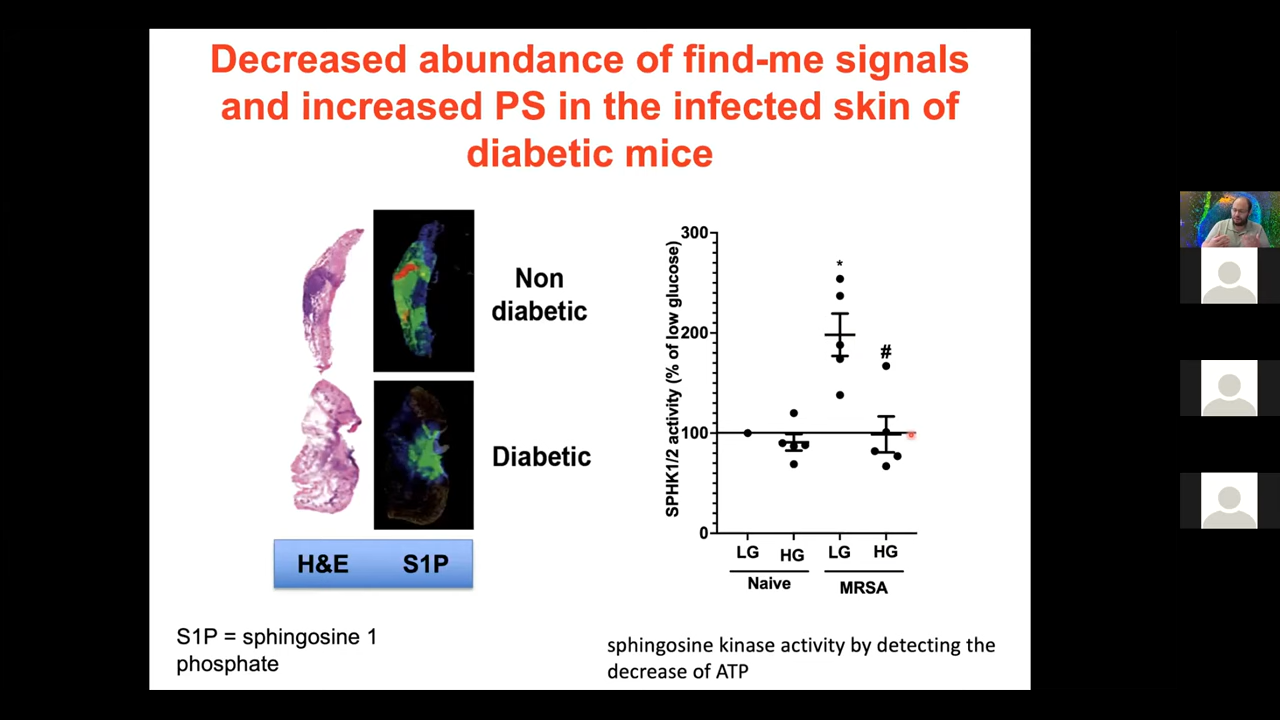 Decreased abundance of find-me signals
and increased PS in the infected skin of
diabetic mice
Non
diabetic
Diabetic
H&E S1P
S1P = sphingosine 1
phosphate
SPHK1/2 activity (% of low glucose)
300
200
100
0
*
#
LG HG LG HG
Naive MRSA
sphingosine kinase activity by detecting the
decrease of ATP